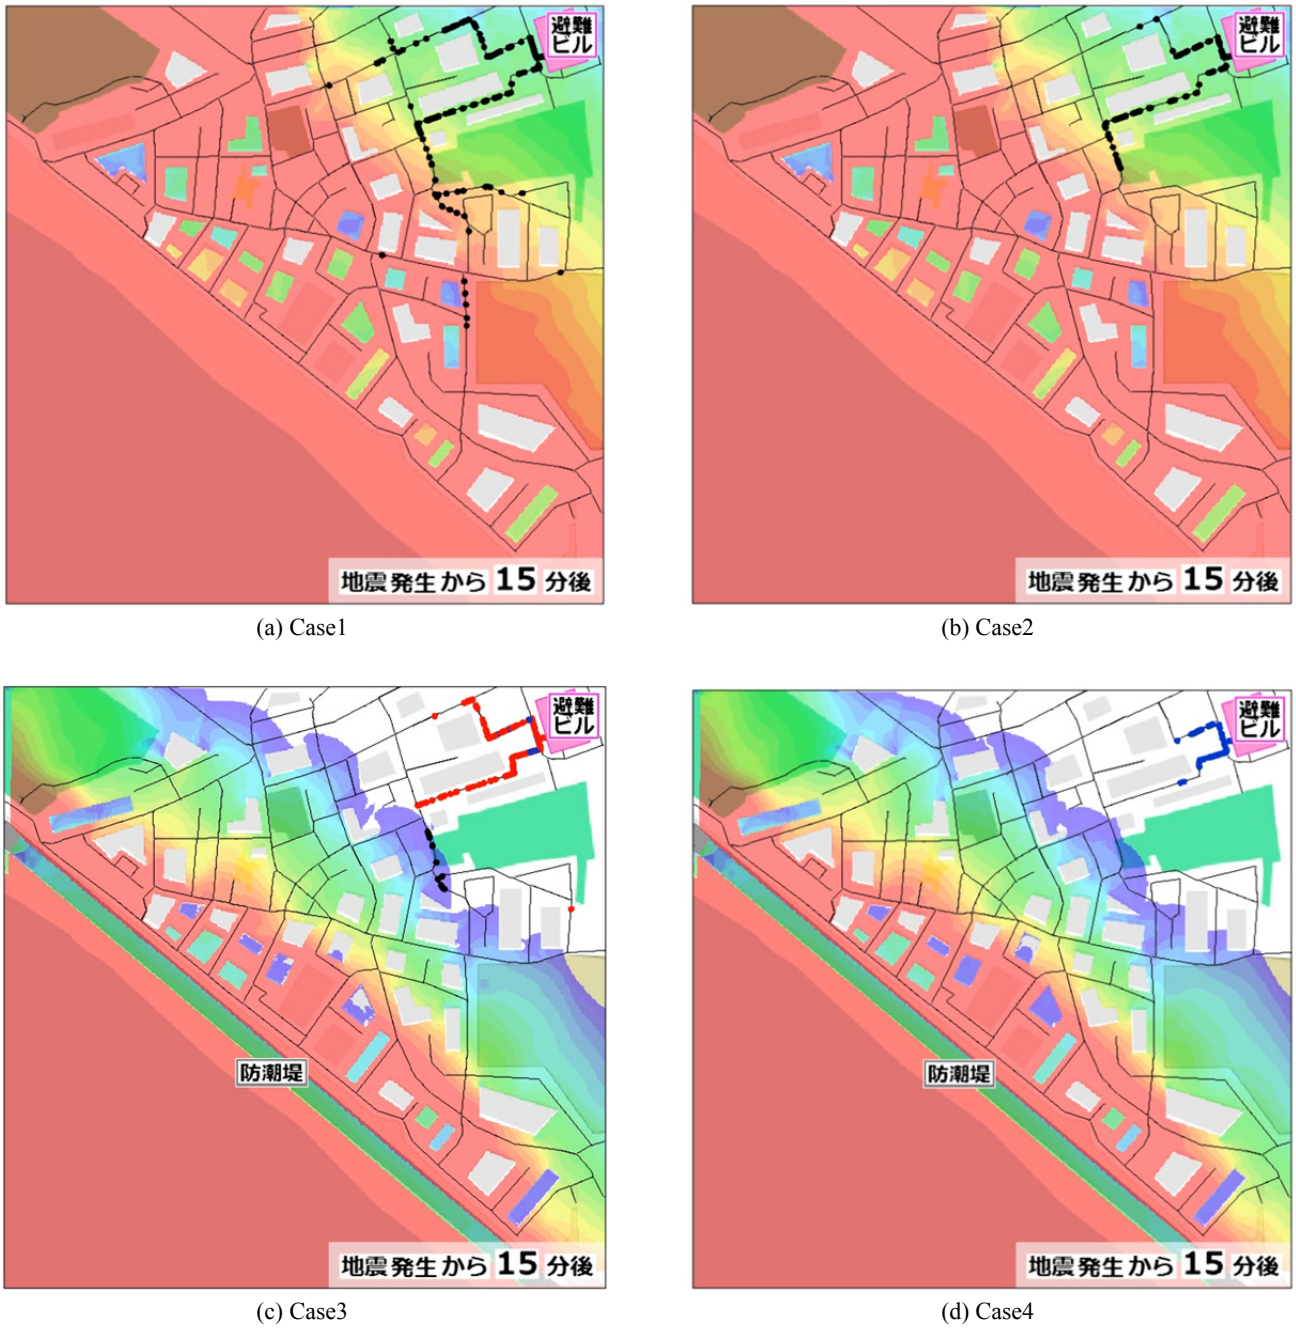 避難
ビル
地震発生から 15 分後
(a) Case1
避難
ビル
地震発生から 15 分後
(b) Case2
避難
ビル
防潮堤
地震発生から 15 分後
(c) Case3
避難
ビル
防潮堤
地震発生から 15 分後
(d) Case4